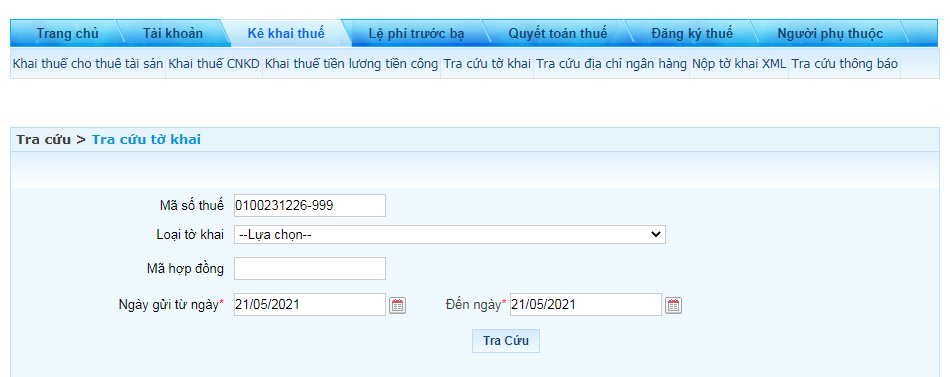 Trang chủ Tài khoản Kê khai thuế Lệ phí trước bạ Quyết toán thuế Đăng ký thuế Người phụ thuộc
Khai thuế cho thuê tài sản Khai thuế CNKD Khai thuế tiền lương tiền công Tra cứu tờ khai Tra cứu địa chỉ ngân hàng Nộp tờ khai XML Tra cứu thông báo
Tra cứu > Tra cứu tờ khai
Mã số thuế 0100231226-999
Loại tờ khai --Lựa chọn--
Mã hợp đồng
Ngày gửi từ ngày* 21/05/2021 Đến ngày* 21/05/2021
Tra Cứu